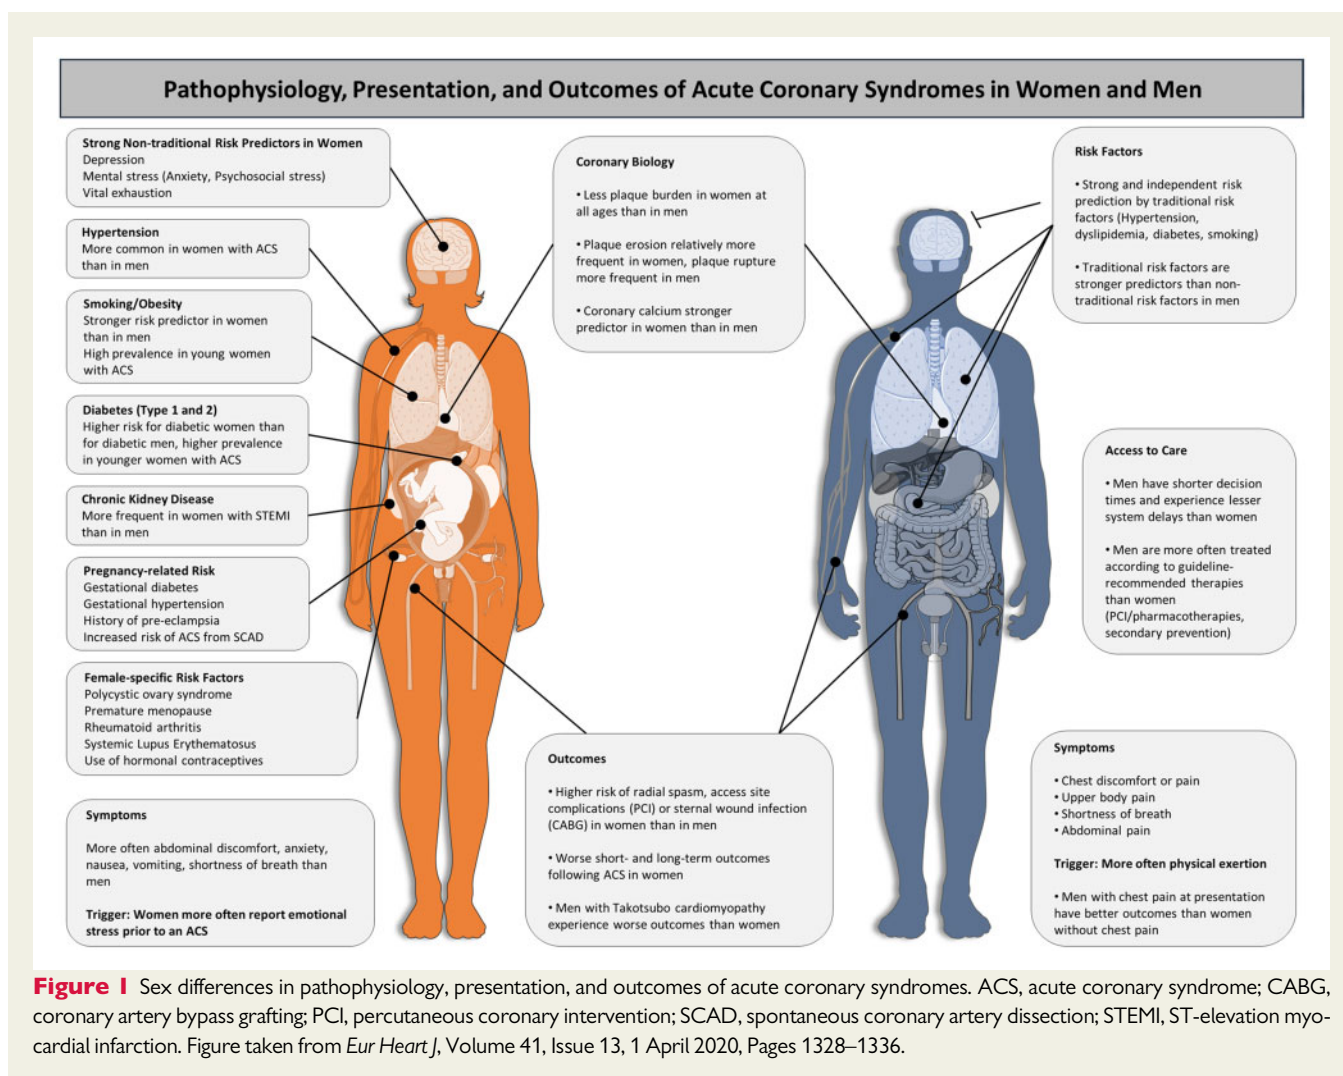 Pathophysiology, Presentation, and Outcomes of Acute Coronary Syndromes in Women and Men
Strong Non-traditional Risk Predictors in Women
Depression
Mental stress (Anxiety, Psychosocial stress)
Vital exhaustion
Hypertension
More common in women with ACS
than in men
Smoking/Obesity
Stronger risk predictor in women
than in men
High prevalence in young women
with ACS
Diabetes (Type 1 and 2)
Higher risk for diabetic women than
for diabetic men, higher prevalence
in younger women with ACS
Chronic Kidney Disease
More frequent in women with STEMI
than in men
Pregnancy-related Risk
Gestational diabetes
Gestational hypertension
History of pre-eclampsia
Increased risk of ACS from SCAD
Female-specific Risk Factors
Polycystic ovary syndrome
Premature menopause
Rheumatoid arthritis
Systemic Lupus Erythematosus
Use of hormonal contraceptives
Symptoms
More often abdominal discomfort, anxiety,
nausea, vomiting, shortness of breath than
men
Trigger: Women more often report emotional
stress prior to an ACS
Coronary Biology
• Less plaque burden in women at
all ages than in men
• Plaque erosion relatively more
frequent in women, plaque rupture
more frequent in men
• Coronary calcium stronger
predictor in women than in men
Outcomes
• Higher risk of radial spasm, access site
complications (PCI) or sternal wound infection
(CABG) in women than in men
• Worse short- and long-term outcomes
following ACS in women
• Men with Takotsubo cardiomyopathy
experience worse outcomes than women
Risk Factors
• Strong and independent risk
prediction by traditional risk
factors (Hypertension,
dyslipidemia, diabetes, smoking)
• Traditional risk factors are
stronger predictors than non-
traditional risk factors in men
Access to Care
• Men have shorter decision
times and experience lesser
system delays than women
• Men are more often treated
according to guideline-
recommended therapies
than women
(PCI/pharmacotherapies,
secondary prevention)
Symptoms
• Chest discomfort or pain
• Upper body pain
• Shortness of breath
• Abdominal pain
Trigger: More often physical exertion
• Men with chest pain at presentation
have better outcomes than women
without chest pain
Figure 1 Sex differences in pathophysiology, presentation, and outcomes of acute coronary syndromes. ACS, acute coronary syndrome; CABG,
coronary artery bypass grafting; PCI, percutaneous coronary intervention; SCAD, spontaneous coronary artery dissection; STEMI, ST-elevation myo-
cardial infarction. Figure taken from Eur Heart J, Volume 41, Issue 13, 1 April 2020, Pages 1328–1336.